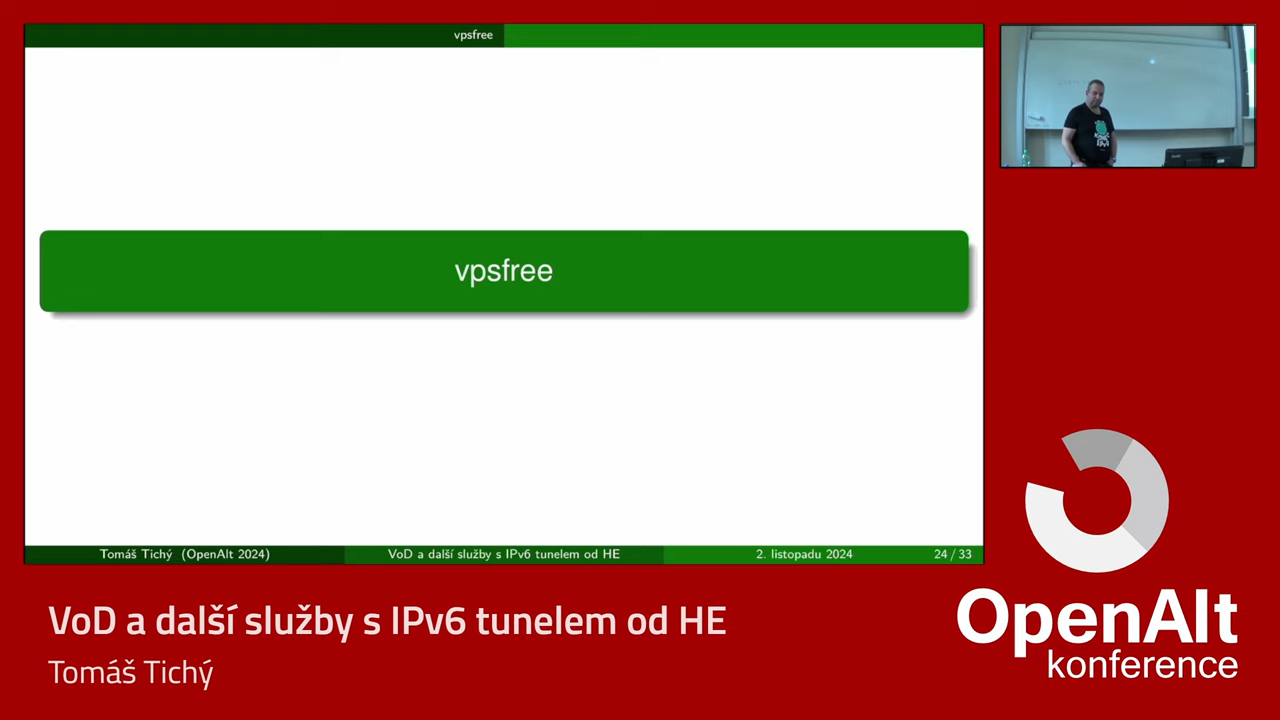 vpsfree
vpsfree
Tomáš Tichý (OpenAlt 2024)
VoD a další služby s IPv6 tunelem od HE
2. listopadu 2024
24 / 33
VoD a další služby s IPv6 tunelem od HE
Tomáš Tichý
OpenAlt
konference